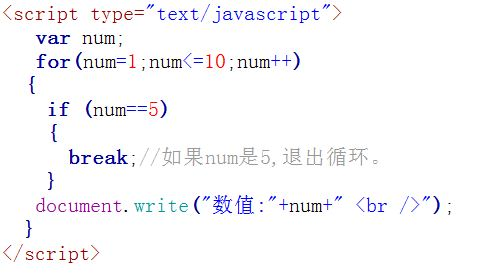 <script type="text/javascript">
var num;
for(num=1;num<=10;num++)
{
if (num==5)
{
break;//如果num是5,退出循环。
}
document.write("数值:"+num+" <br />");
}
</script>